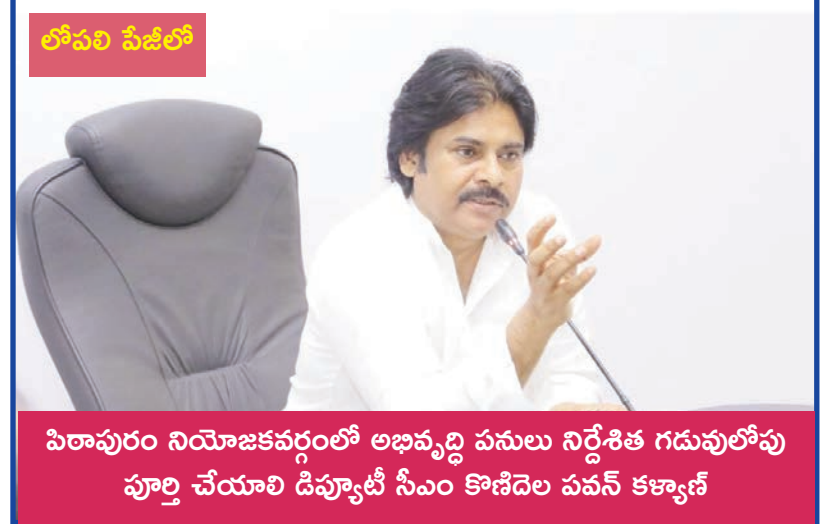 లోపలి పేజీలో
పిఠాపురం నియోజకవర్గంలో అభివృద్ధి పనులు నిర్దేశిత గడువులోపు
పూర్తి చేయాలి డిప్యూటీ సీఎం కొణిదెల పవన్ కళ్యాణ్